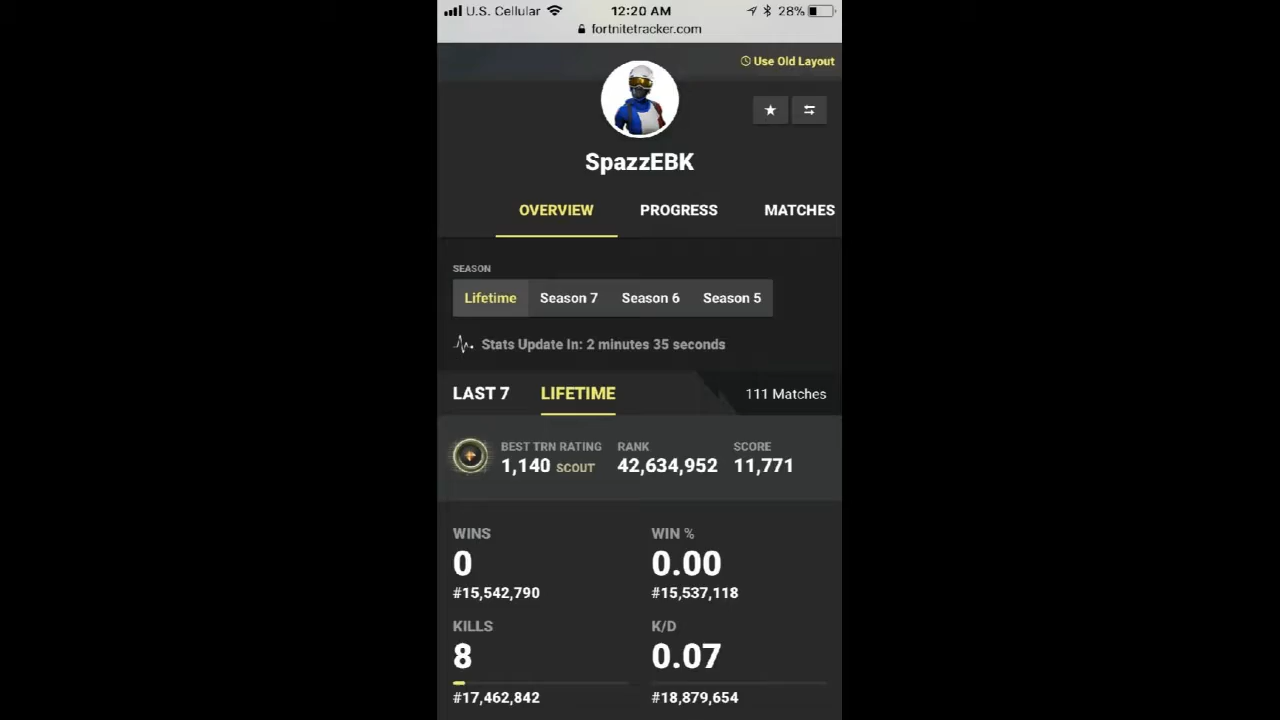 U.S. Cellular 12:20 AM 28%
fortnitetracker.com
Use Old Layout
SpazzEBK
OVERVIEW PROGRESS MATCHES
SEASON
Lifetime Season 7 Season 6 Season 5
Stats Update In: 2 minutes 35 seconds
LAST 7 LIFETIME 111 Matches
BEST TRN RATING RANK SCORE
1,140 SCOUT 42,634,952 11,771
WINS WIN %
0 0.00
#15,542,790 #15,537,118
KILLS K/D
8 0.07
#17,462,842 #18,879,654